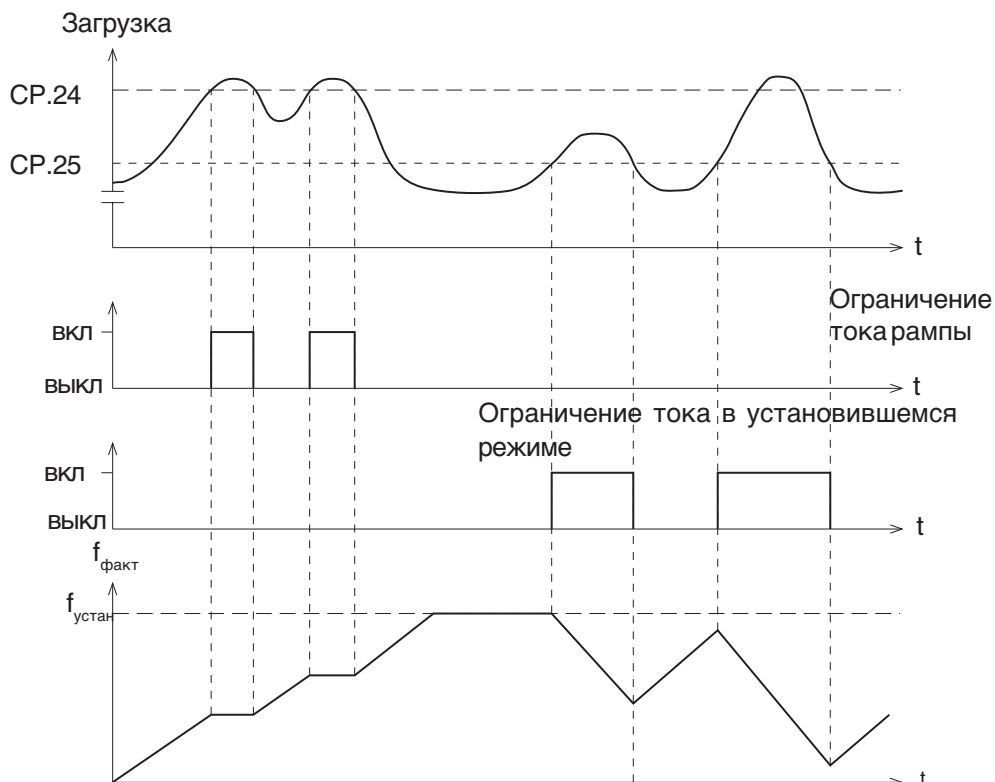 Загрузка
CP.24
CP.25
t
Ограничение
тока рампы
ВКЛ
ВЫКЛ
t
Ограничение тока в установившемся
режиме
ВКЛ
ВЫКЛ
t
fфакт
fустан
t